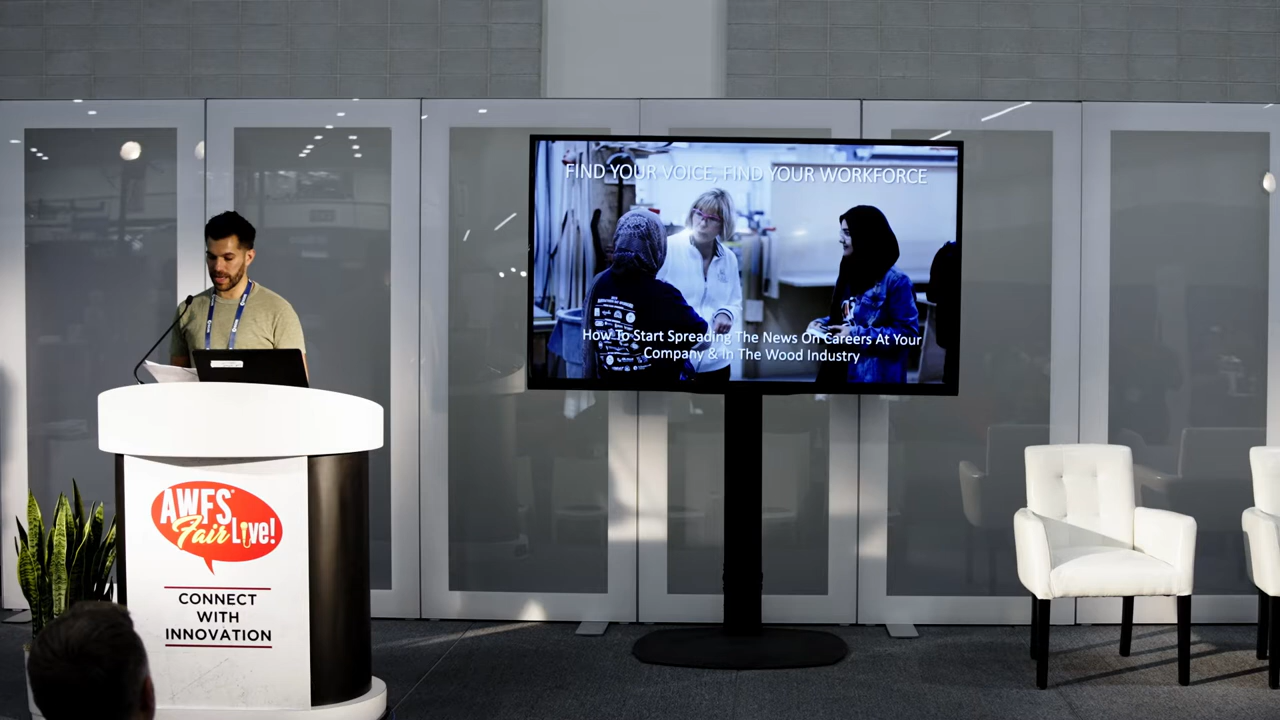 FIND YOUR VOICE, FIND YOUR WORKFORCE
How To Start Spreading The News On Careers At Your
Company & In The Wood Industry
AWFS®
Fair Live!
CONNECT
WITH
INNOVATION